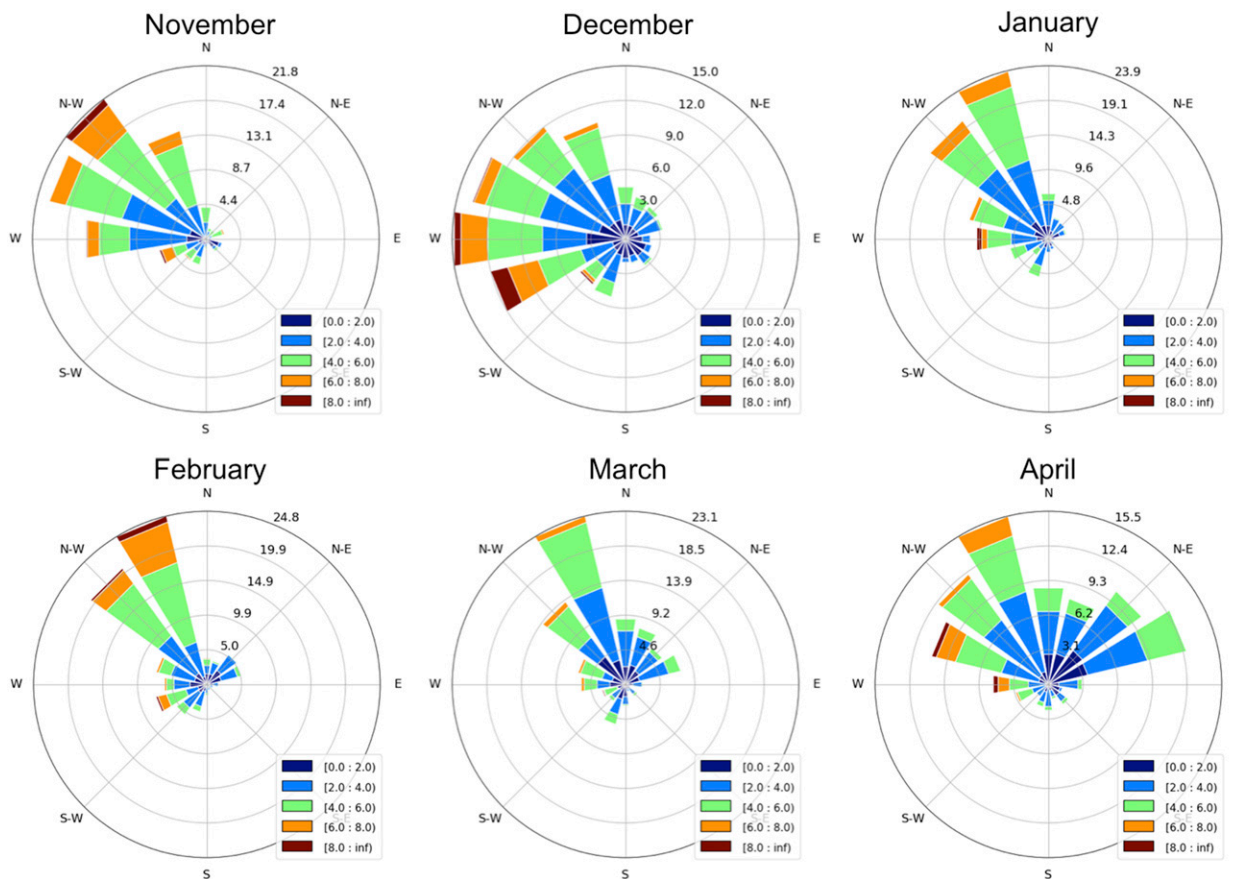 November
December
January
N
N
N
21.8
15.0
23.9
N-W
N-E
N-W
N-E
N-W
N-E
17.4
12.0
19.1
13.1
9.0
14.3
8.7
6.0
9.6
4.4
3.0
4.8
W
E
W
E
W
E
[0.0 : 2.0)
[2.0 : 4.0)
[4.0 : 6.0)
[6.0 : 8.0)
[8.0 : inf)
[0.0 : 2.0)
[2.0 : 4.0)
[4.0 : 6.0)
[6.0 : 8.0)
[8.0 : inf)
[0.0 : 2.0)
[2.0 : 4.0)
[4.0 : 6.0)
[6.0 : 8.0)
[8.0 : inf)
S-W
S-E
S-W
S-E
S-W
S-E
S
S
S
February
March
April
N
N
N
24.8
23.1
15.5
N-W
N-E
N-W
N-E
N-W
N-E
19.9
18.5
12.4
14.9
13.9
9.3
9.9
9.2
6.2
5.0
4.6
3.1
W
E
W
E
W
E
[0.0 : 2.0)
[2.0 : 4.0)
[4.0 : 6.0)
[6.0 : 8.0)
[8.0 : inf)
[0.0 : 2.0)
[2.0 : 4.0)
[4.0 : 6.0)
[6.0 : 8.0)
[8.0 : inf)
[0.0 : 2.0)
[2.0 : 4.0)
[4.0 : 6.0)
[6.0 : 8.0)
[8.0 : inf)
S-W
S-E
S-W
S-E
S-W
S-E
S
S
S